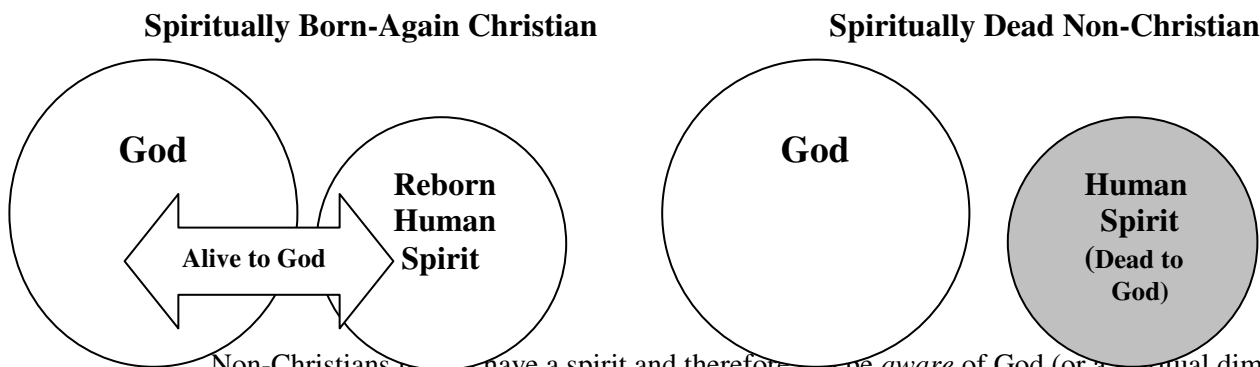 Spiritually Born-Again Christian
Spiritually Dead Non-Christian
God
Reborn
Human
Spirit
Alive to God
God
Human
Spirit
(Dead to
God)
Non-Christians have a spirit and be aware of God (or a